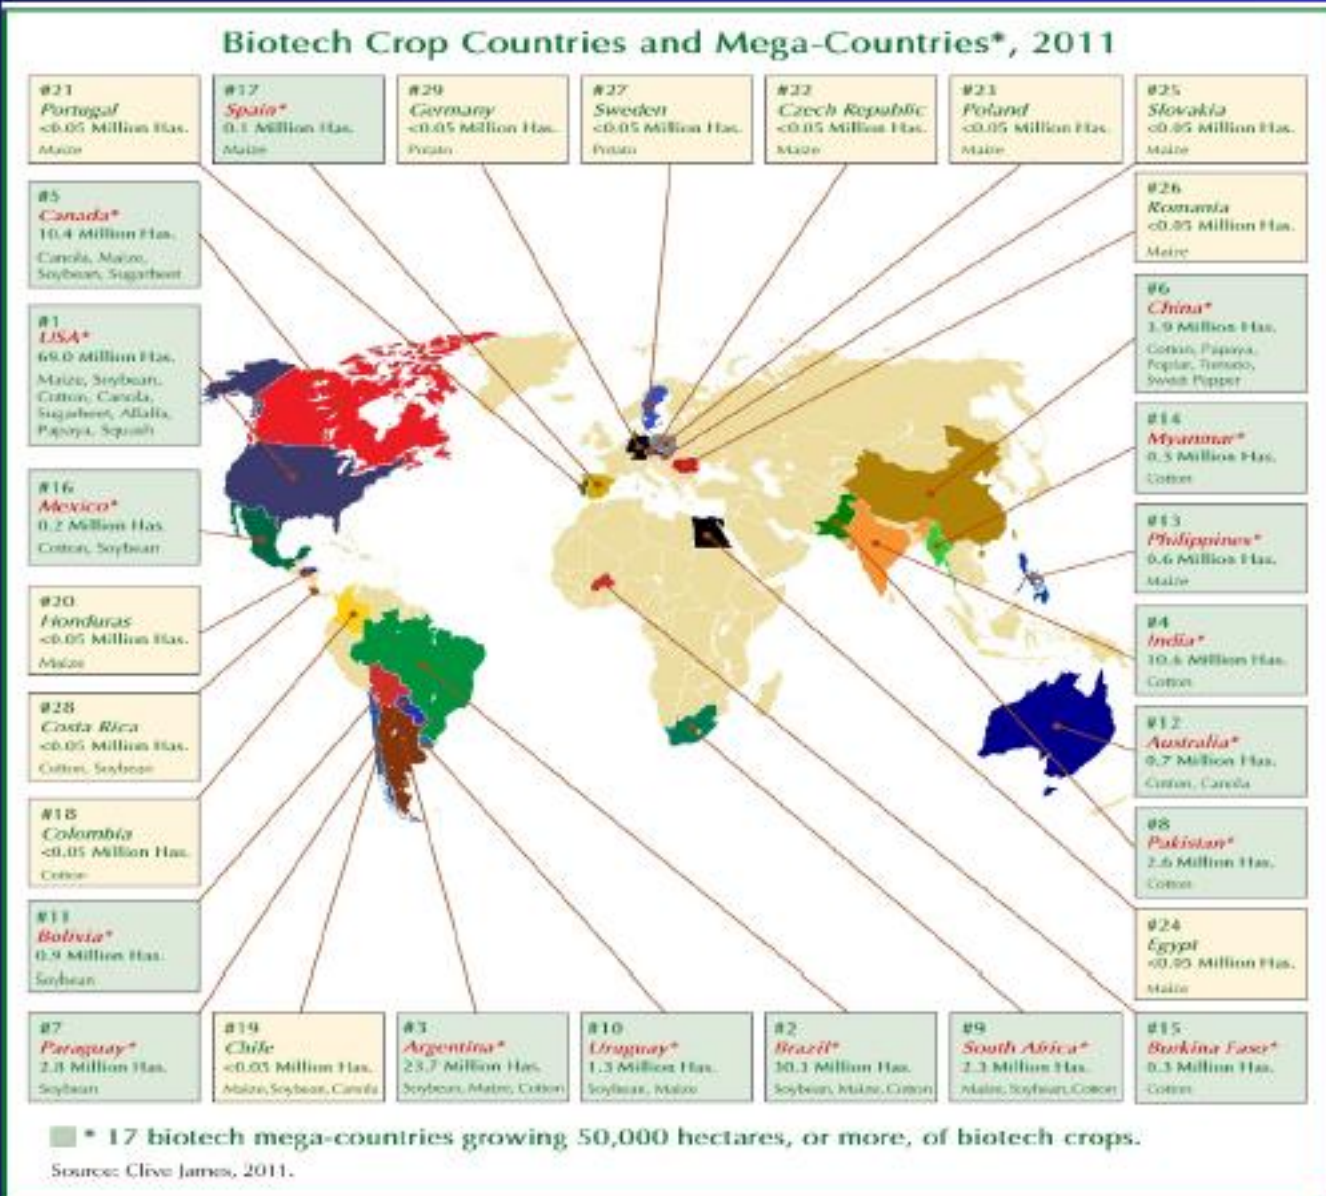 Biotech Crop Countries and Mega-Countries*, 2011
#21
Portugal
<0.05 Million Has.
Maize
#17
Spain*
0.1 Million Has.
Maize
#29
Germany
<0.05 Million Has.
Potato
#27
Sweden
<0.05 Million Has.
Potato
#22
Czech Republic
<0.05 Million Has.
Maize
#23
Poland
<0.05 Million Has.
Maize
#25
Slovakia
<0.05 Million Has.
Maize
#5
Canada*
10.4 Million Has.
Canola, Maize,
Soybean, Sugarbeet
#26
Romania
<0.05 Million Has.
Maize
#1
USA*
69.0 Million Has.
Maize, Soybean,
Cotton, Canola,
Sugarbeet, Alfalfa,
Papaya, Squash
#6
China*
3.9 Million Has.
Cotton, Papaya,
Poplar, Tomato,
Sweet Pepper
#14
Myanmar*
0.3 Million Has.
Cotton
#16
Mexico*
0.2 Million Has.
Cotton, Soybean
#13
Philippines*
0.6 Million Has.
Maize
#20
Honduras
<0.05 Million Has.
Maize
#4
India*
10.6 Million Has.
Cotton
#28
Costa Rica
<0.05 Million Has.
Cotton, Soybean
#12
Australia*
0.7 Million Has.
Cotton, Canola
#18
Colombia
<0.05 Million Has.
Cotton
#8
Pakistan*
2.6 Million Has.
Cotton
#11
Bolivia*
0.9 Million Has.
Soybean
#24
Egypt
<0.05 Million Has.
Maize
#7
Paraguay*
2.8 Million Has.
Soybean
#19
Chile
<0.05 Million Has.
Maize, Soybean, Canola
#3
Argentina*
23.7 Million Has.
Soybean, Maize, Cotton
#10
Uruguay*
1.3 Million Has.
Soybean, Maize
#2
Brazil*
30.3 Million Has.
Soybean, Maize, Cotton
#9
South Africa*
2.3 Million Has.
Maize, Soybean, Cotton
#15
Burkina Faso*
0.3 Million Has.
Cotton
* 17 biotech mega-countries growing 50,000 hectares, or more, of biotech crops.
Source: Clive James, 2011.